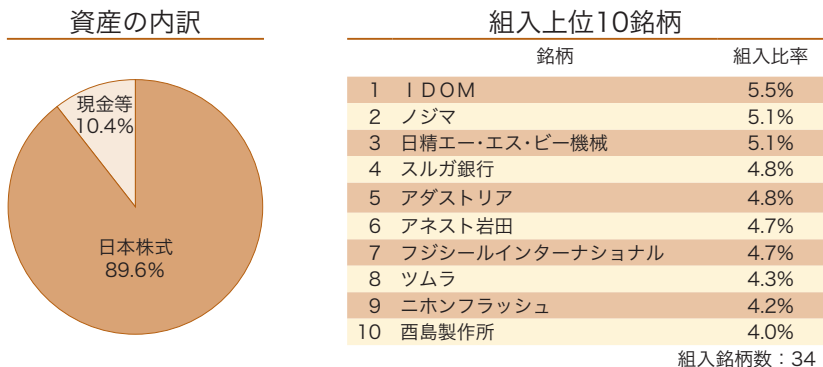 資産の内訳
現金等
10.4%
日本株式
89.6%
組入上位10銘柄
銘柄 組入比率
1 ＩＤＯＭ 5.5%
2 ノジマ 5.1%
3 日精エー・エス・ビー機械 5.1%
4 スルガ銀行 4.8%
5 アダストリア 4.8%
6 アネスト岩田 4.7%
7 フジシールインターナショナル 4.7%
8 ツムラ 4.3%
9 ニホンフラッシュ 4.2%
10 酉島製作所 4.0%
組入銘柄数：34